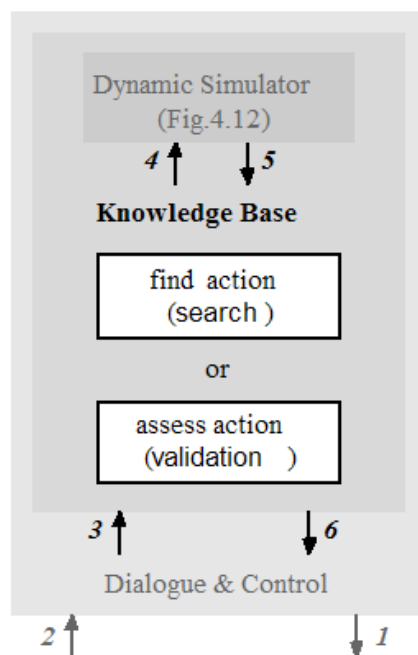 Dynamic Simulator
(Fig.4.12)
4 5
Knowledge Base
find action
(search )
or
assess action
(validation )
3 6
Dialogue & Control
2 1